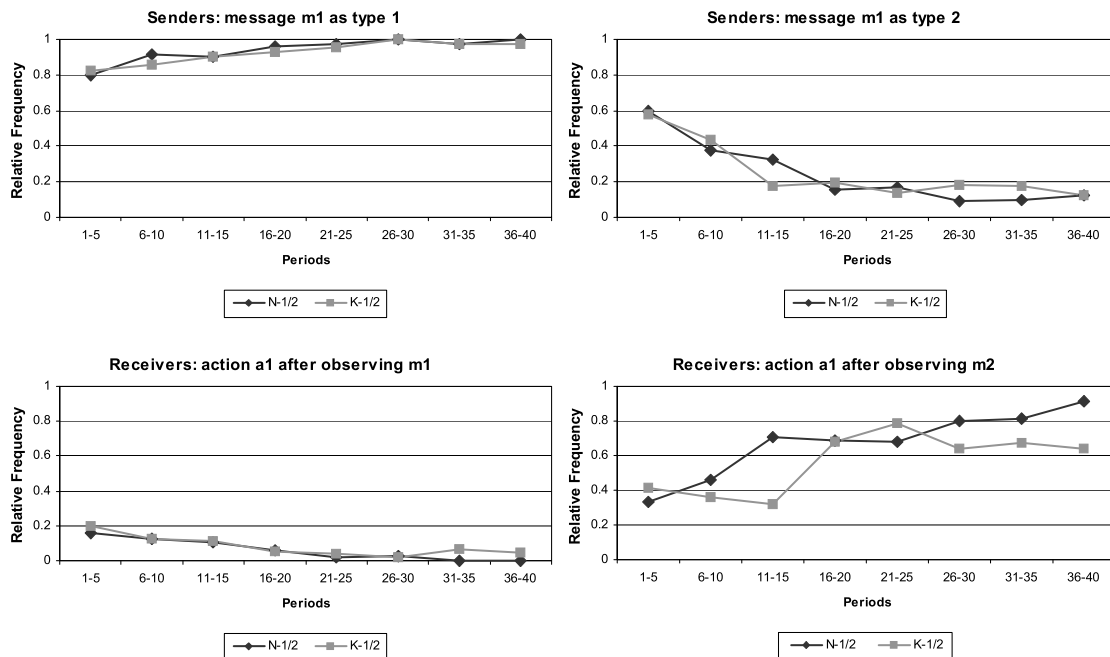 Senders: message m1 as type 1
Relative Frequency
1
0.8
0.6
0.4
0.2
0
1-5 6-10 11-15 16-20 21-25 26-30 31-35 36-40
Periods
N-1/2 K-1/2
Senders: message m1 as type 2
Relative Frequency
1
0.8
0.6
0.4
0.2
0
1-5 6-10 11-15 16-20 21-25 26-30 31-35 36-40
Periods
N-1/2 K-1/2
Receivers: action a1 after observing m1
Relative Frequency
1
0.8
0.6
0.4
0.2
0
1-5 6-10 11-15 16-20 21-25 26-30 31-35 36-40
Periods
N-1/2 K-1/2
Receivers: action a1 after observing m2
Relative Frequency
1
0.8
0.6
0.4
0.2
0
1-5 6-10 11-15 16-20 21-25 26-30 31-35 36-40
Periods
N-1/2 K-1/2